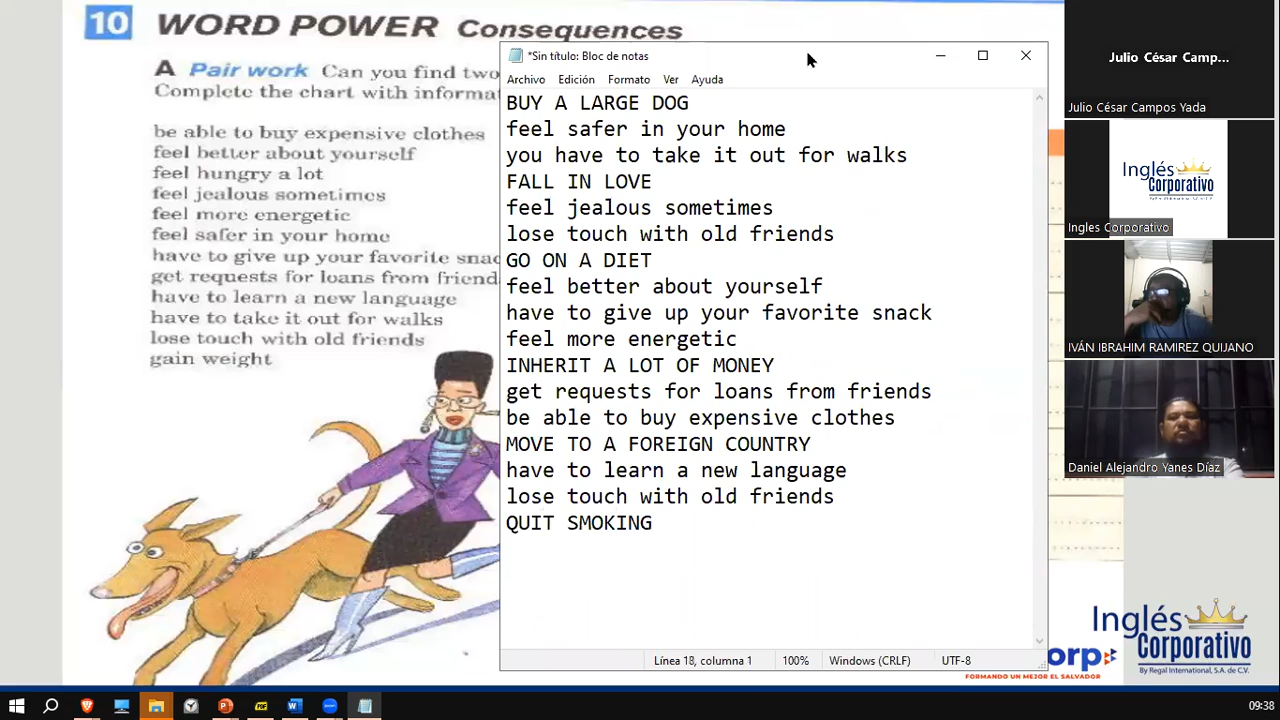 10 WORD POWER Consequences
A Pair work Can you find two
Complete the chart with informat
be able to buy expensive clothes
feel better about yourself
feel hungry a lot
feel jealous sometimes
feel more energetic
feel safer in your home
have to give up your favorite snac
get requests for loans from friend
have to learn a new language
have to take it out for walks
lose touch with old friends
gain weight
*Sin título: Bloc de notas
Archivo Edición Formato Ver Ayuda
BUY A LARGE DOG
feel safer in your home
you have to take it out for walks
FALL IN LOVE
feel jealous sometimes
lose touch with old friends
GO ON A DIET
feel better about yourself
have to give up your favorite snack
feel more energetic
INHERIT A LOT OF MONEY
get requests for loans from friends
be able to buy expensive clothes
MOVE TO A FOREIGN COUNTRY
have to learn a new language
lose touch with old friends
QUIT SMOKING
Línea 18, columna 1 100% Windows (CRLF) UTF-8
Julio César Camp...
Julio César Campos Yada
Inglés
Corporativo
Ingles Corporativo
IVÁN IBRAHIM RAMIREZ QUIJANO
Daniel Alejandro Yanes Díaz
orp
FORMANDO UN MEJOR EL SALVADOR
Inglés
Corporativo
By Regal International, S.A. de C.V.
09:38